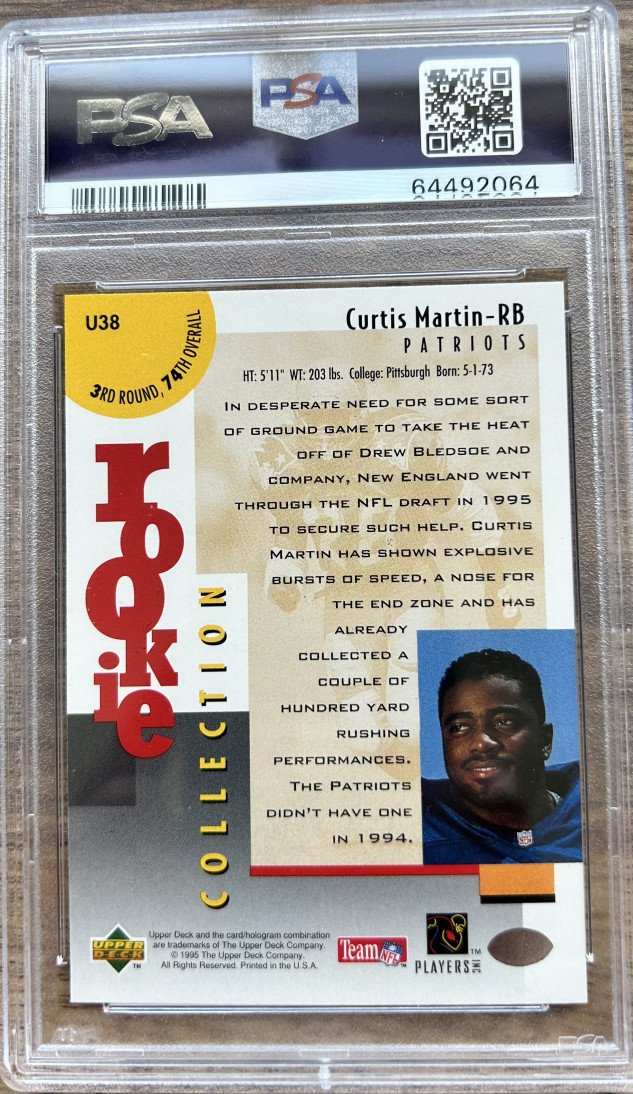 PSA
PSA
64492064
U38
3RD ROUND, 74TH OVERALL
Curtis Martin-RB
PATRIOTS
HT: 5'11" WT: 203 lbs. College: Pittsburgh Born: 5-1-73
IN DESPERATE NEED FOR SOME SORT
OF GROUND GAME TO TAKE THE HEAT
OFF OF DREW BLEDSOE AND
COMPANY, NEW ENGLAND WENT
THROUGH THE NFL DRAFT IN 1995
TO SECURE SUCH HELP. CURTIS
MARTIN HAS SHOWN EXPLOSIVE
BURSTS OF SPEED, A NOSE FOR
THE END ZONE AND HAS
ALREADY
COLLECTED A
COUPLE OF
HUNDRED YARD
RUSHING
PERFORMANCES.
THE PATRIOTS
DIDN'T HAVE ONE
IN 1994.
rookie
COLLECTION
NFL
UPPER
DECK
TM
Upper Deck and the card/hologram combination
are trademarks of The Upper Deck Company.
© 1995 The Upper Deck Company.
All Rights Reserved. Printed in the U.S.A.
Team NFL
TM
PLAYERS INC
TM
PSA